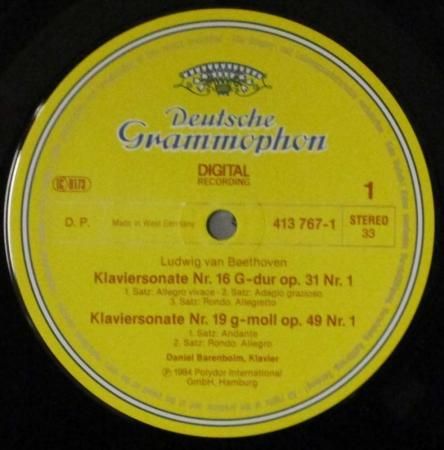 Deutsche
Grammophon
DIGITAL
RECORDING
LC 0173
1
D. P.
Made in West Germany
413 767-1
STEREO
33
Ludwig van Beethoven
Klaviersonate Nr. 16 G-dur op. 31 Nr. 1
1. Satz: Allegro vivace - 2. Satz: Adagio grazioso
3. Satz: Rondo. Allegretto
Klaviersonate Nr. 19 g-moll op. 49 Nr. 1
1. Satz: Andante
2. Satz: Rondo. Allegro
Daniel Barenboim, Klavier
℗ 1984 Polydor International
GmbH, Hamburg